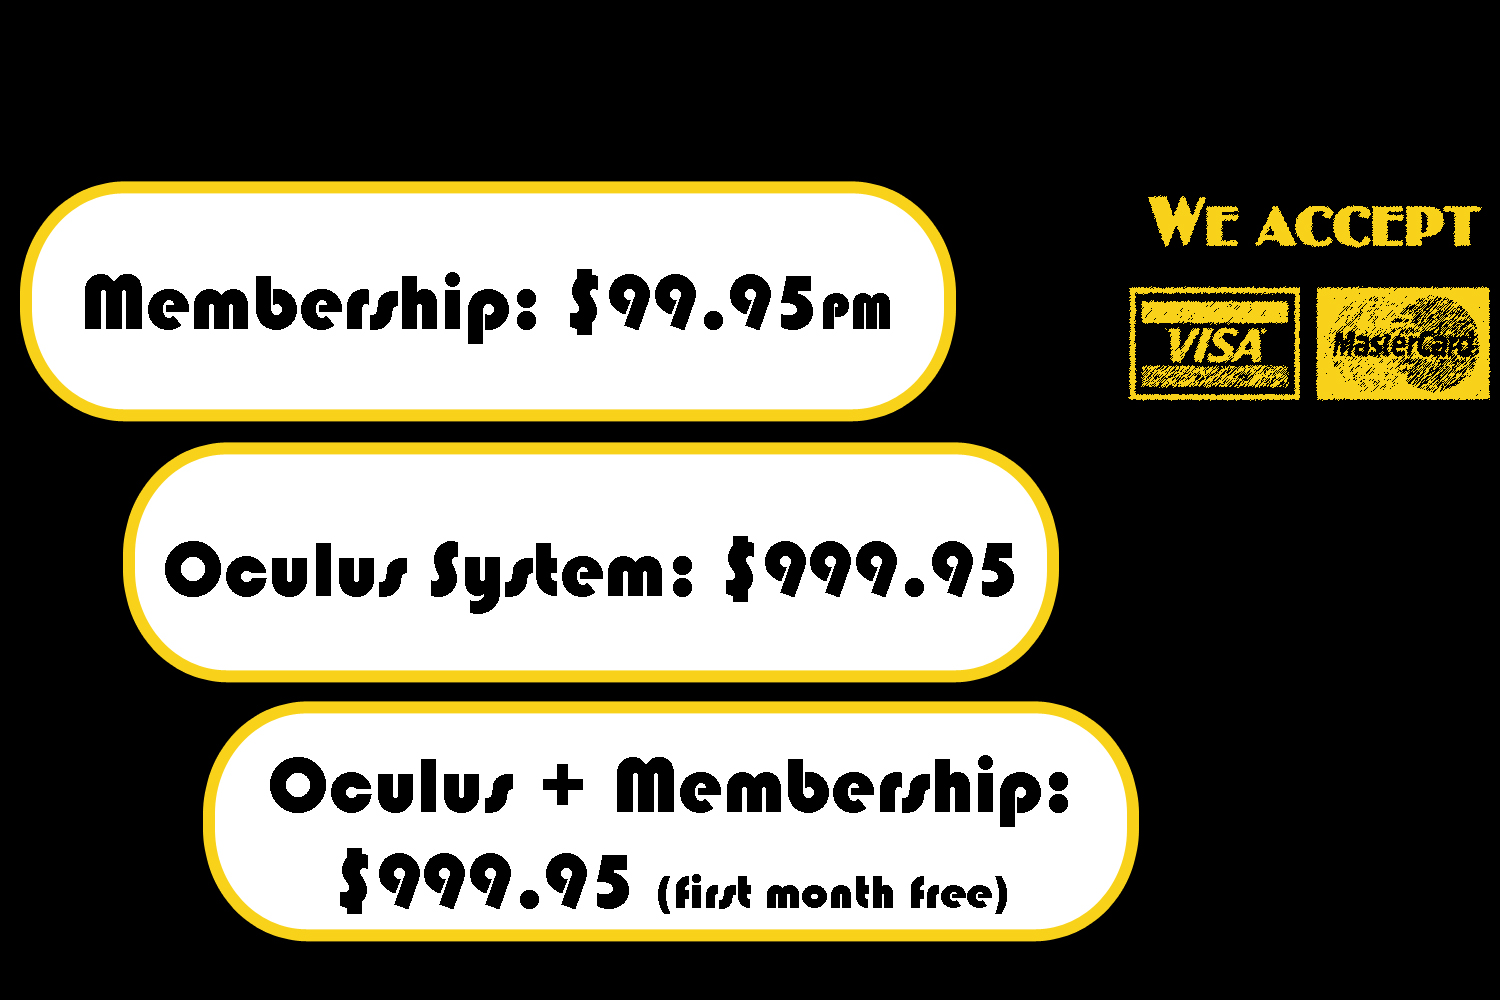 WE ACCEPT
VISA
MasterCard
Membership: $99.95PM
Oculus System: $999.95
Oculus + Membership:
$999.95 (first month free)